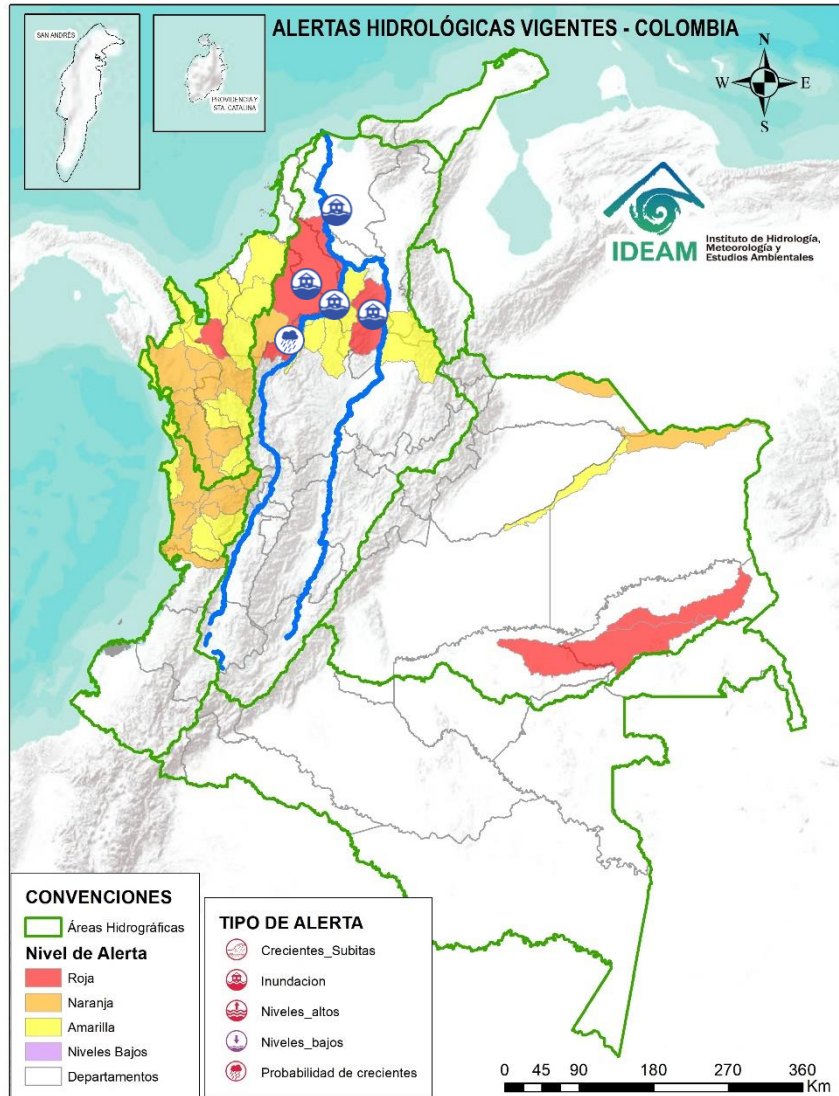 ALERTAS HIDROLÓGICAS VIGENTES - COLOMBIA
SAN ANDRÉS
PROVIDENCIA Y
STA. CATALINA
N
W
E
S
IDEAM
Instituto de Hidrología,
Meteorología y
Estudios Ambientales
CONVENCIONES
Áreas Hidrográficas
Nivel de Alerta
Roja
Naranja
Amarilla
Niveles Bajos
Departamentos
TIPO DE ALERTA
Crecientes_Subitas
Inundacion
Niveles_altos
Niveles_bajos
Probabilidad de crecientes
0 45 90 180 270 360
Km